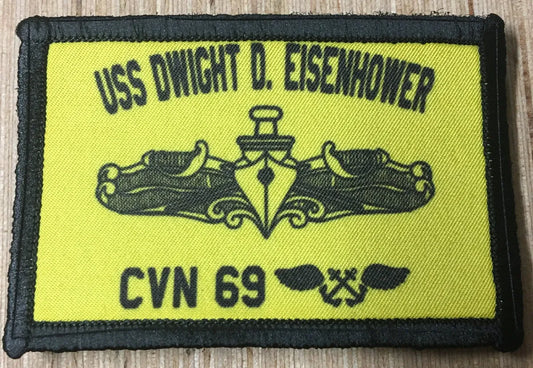 USS DWIGHT D. EISENHOWER
CVN 69